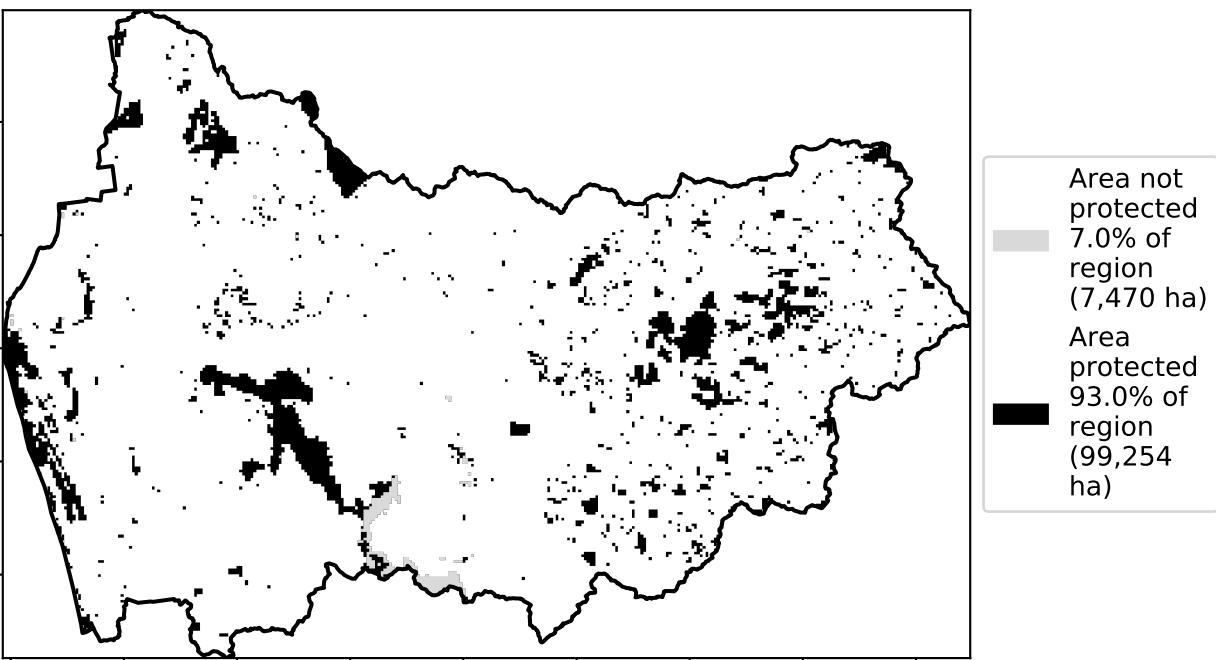 Area not
protected
7.0% of
region
(7,470 ha)
Area
protected
93.0% of
region
(99,254
ha)